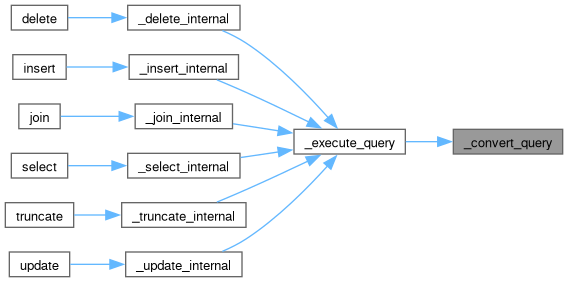 delete
_delete_internal
insert
_insert_internal
join
_join_internal
_execute_query
_convert_query
select
_select_internal
truncate
_truncate_internal
update
_update_internal